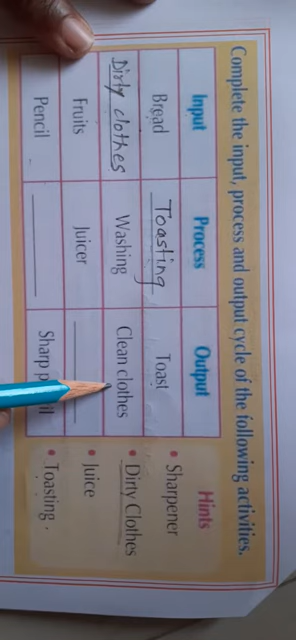 Complete the input, process and output cycle of the following activities.
Input Process Output Hints
Bread Toasting Toast • Sharpener
Dirty clothes Washing Clean clothes • Dirty Clothes
Fruits Juicer • Juice
Pencil Sharp • Toasting.